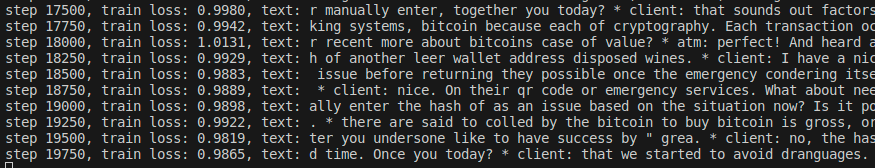 step 17500, train loss: 0.9980, text: r manually enter, together you today? * client: that sounds out factors
step 17750, train loss: 0.9942, text: king systems, bitcoin because each of cryptography. Each transaction oc
step 18000, train loss: 1.0131, text: r recent more about bitcoins case of value? * atm: perfect! And heard a
step 18250, train loss: 0.9929, text: h of another leer wallet address disposed wines. * client: I have a nic
step 18500, train loss: 0.9883, text:  issue before returning they possible once the emergency condering itse
step 18750, train loss: 0.9889, text:  * client: nice. On their qr code or emergency services. What about nee
step 19000, train loss: 0.9898, text: ally enter the hash of as an issue based on the situation now? Is it po
step 19250, train loss: 0.9922, text: . * there are said to colled by the bitcoin to buy bitcoin is gross, or
step 19500, train loss: 0.9819, text: ter you undersone like to have success by " grea. * client: no, the has
step 19750, train loss: 0.9865, text: d time. Once you today? * client: that we started to avoid dranguages.